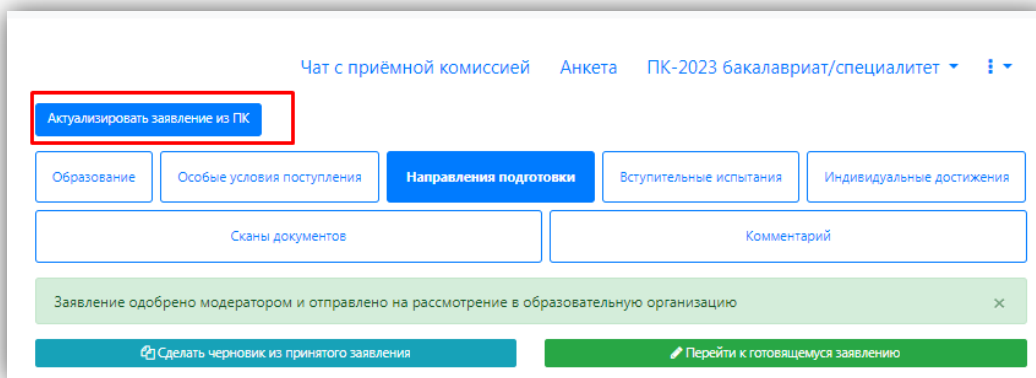 Чат с приёмной комиссией Анкета ПК-2023 бакалавриат/специалитет
Актуализировать заявление из ПК
Образование Особые условия поступления Направления подготовки Вступительные испытания Индивидуальные достижения
Сканы документов Комментарий
Заявление одобрено модератором и отправлено на рассмотрение в образовательную организацию ×
Сделать черновик из принятого заявления Перейти к готовящемуся заявлению